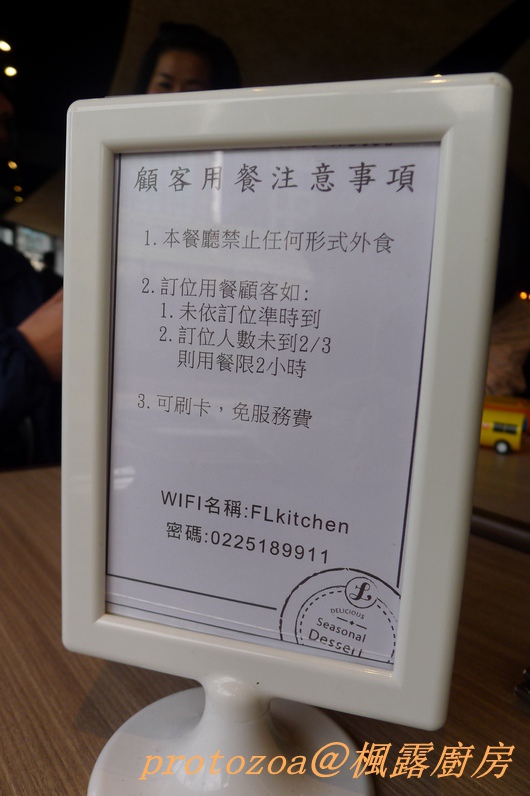 顧客用餐注意事項
1.本餐廳禁止任何形式外食
2.訂位用餐顧客如:
1.未依訂位準時到
2.訂位人數未到2/3
則用餐限2小時
3.可刷卡，免服務費
WIFI名稱:FLkitchen
密碼:0225189911
DELICIOUS
Seasonal
Dessert
protozoa@楓露廚房